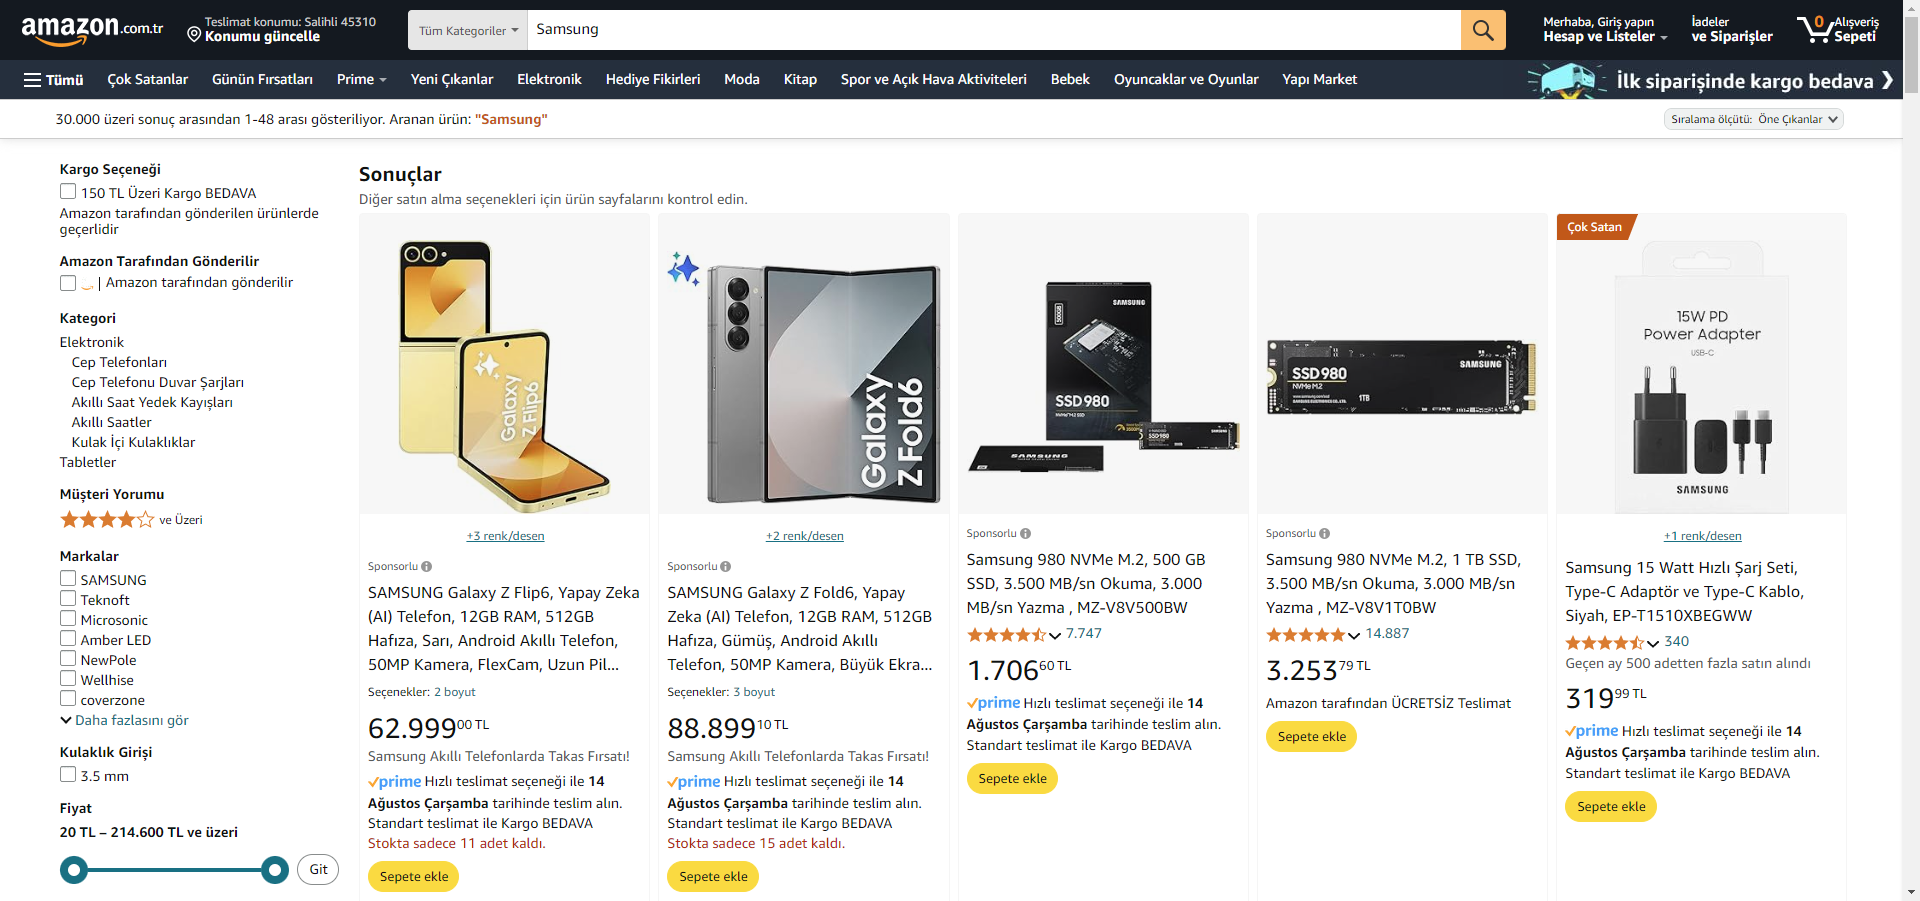 amazon.com.tr
Teslimat konumu: Salihli 45310
Konumu güncelle
Tüm Kategoriler
Samsung
Merhaba, Giriş yapın
Hesap ve Listeler
İadeler
ve Siparişler
0
Alışveriş
Sepeti
Tümü
Çok Satanlar
Günün Fırsatları
Prime
Yeni Çıkanlar
Elektronik
Hediye Fikirleri
Moda
Kitap
Spor ve Açık Hava Aktiviteleri
Bebek
Oyuncaklar ve Oyunlar
Yapı Market
İlk siparişinde kargo bedava
30.000 üzeri sonuç arasından 1-48 arası gösteriliyor. Aranan ürün: "Samsung"
Sıralama ölçütü: Öne Çıkanlar
Kargo Seçeneği
150 TL Üzeri Kargo BEDAVA
Amazon tarafından gönderilen ürünlerde
geçerlidir
Amazon Tarafından Gönderilir
| Amazon tarafından gönderilir
Kategori
Elektronik
Cep Telefonları
Cep Telefonu Duvar Şarjları
Akıllı Saat Yedek Kayışları
Akıllı Saatler
Kulak İçi Kulaklıklar
Tabletler
Müşteri Yorumu
ve Üzeri
Markalar
SAMSUNG
Teknoft
Microsonic
Amber LED
NewPole
Wellhise
coverzone
Daha fazlasını gör
Kulaklık Girişi
3.5 mm
Fiyat
20 TL – 214.600 TL ve üzeri
Git
Sonuçlar
Diğer satın alma seçenekleri için ürün sayfalarını kontrol edin.
Galaxy
Z Flip6
+3 renk/desen
Sponsorlu
SAMSUNG Galaxy Z Flip6, Yapay Zeka
(AI) Telefon, 12GB RAM, 512GB
Hafıza, Sarı, Android Akıllı Telefon,
50MP Kamera, FlexCam, Uzun Pil...
Seçenekler: 2 boyut
62.99900 TL
Samsung Akıllı Telefonlarda Takas Fırsatı!
prime Hızlı teslimat seçeneği ile 14
Ağustos Çarşamba tarihinde teslim alın.
Standart teslimat ile Kargo BEDAVA
Stokta sadece 11 adet kaldı.
Sepete ekle
Galaxy
Z Fold6
+2 renk/desen
Sponsorlu
SAMSUNG Galaxy Z Fold6, Yapay
Zeka (AI) Telefon, 12GB RAM, 512GB
Hafıza, Gümüş, Android Akıllı
Telefon, 50MP Kamera, Büyük Ekra...
Seçenekler: 3 boyut
88.89910 TL
Samsung Akıllı Telefonlarda Takas Fırsatı!
prime Hızlı teslimat seçeneği ile 14
Ağustos Çarşamba tarihinde teslim alın.
Standart teslimat ile Kargo BEDAVA
Stokta sadece 15 adet kaldı.
Sepete ekle
SAMSUNG
500GB
SSD 980
NVMe M.2 SSD
SAMSUNG
SSD 980
SAMSUNG
Sponsorlu
Samsung 980 NVMe M.2, 500 GB
SSD, 3.500 MB/sn Okuma, 3.000
MB/sn Yazma , MZ-V8V500BW
7.747
1.70660 TL
prime Hızlı teslimat seçeneği ile 14
Ağustos Çarşamba tarihinde teslim alın.
Standart teslimat ile Kargo BEDAVA
Sepete ekle
SAMSUNG
SSD 980
NVMe M.2
1TB
Sponsorlu
Samsung 980 NVMe M.2, 1 TB SSD,
3.500 MB/sn Okuma, 3.000 MB/sn
Yazma , MZ-V8V1T0BW
14.887
3.25379 TL
Amazon tarafından ÜCRETSİZ Teslimat
Sepete ekle
Çok Satan
15W PD
Power Adapter
USB-C
SAMSUNG
+1 renk/desen
Samsung 15 Watt Hızlı Şarj Seti,
Type-C Adaptör ve Type-C Kablo,
Siyah, EP-T1510XBEGWW
340
Geçen ay 500 adetten fazla satın alındı
31999 TL
prime Hızlı teslimat seçeneği ile 14
Ağustos Çarşamba tarihinde teslim alın.
Standart teslimat ile Kargo BEDAVA
Sepete ekle